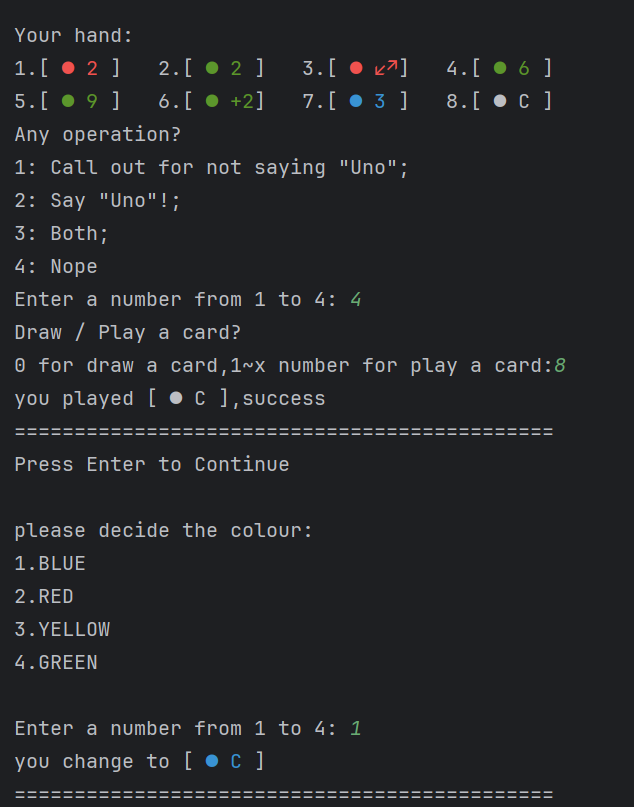 Your hand:
1.[ ● 2 ]   2.[ ● 2 ]   3.[ ● ⤢]   4.[ ● 6 ]
5.[ ● 9 ]   6.[ ● +2]   7.[ ● 3 ]   8.[ ● C ]
Any operation?
1: Call out for not saying "Uno";
2: Say "Uno"!;
3: Both;
4: Nope
Enter a number from 1 to 4: 4
Draw / Play a card?
0 for draw a card,1~x number for play a card:8
you played [ ● C ],success
=============================================
Press Enter to Continue
please decide the colour:
1.BLUE
2.RED
3.YELLOW
4.GREEN
Enter a number from 1 to 4: 1
you change to [ ● C ]
=============================================